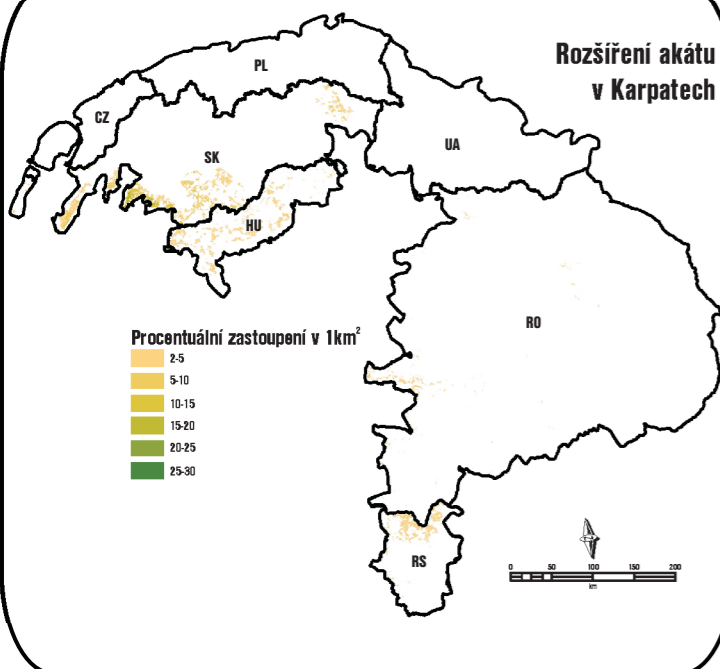 Rozšíření akátu
v Karpatech
PL
CZ
UA
SK
HU
RO
Procentuální zastoupení v 1km²
2-5
5-10
10-15
15-20
20-25
25-30
RS
0 50 100 150 200
km